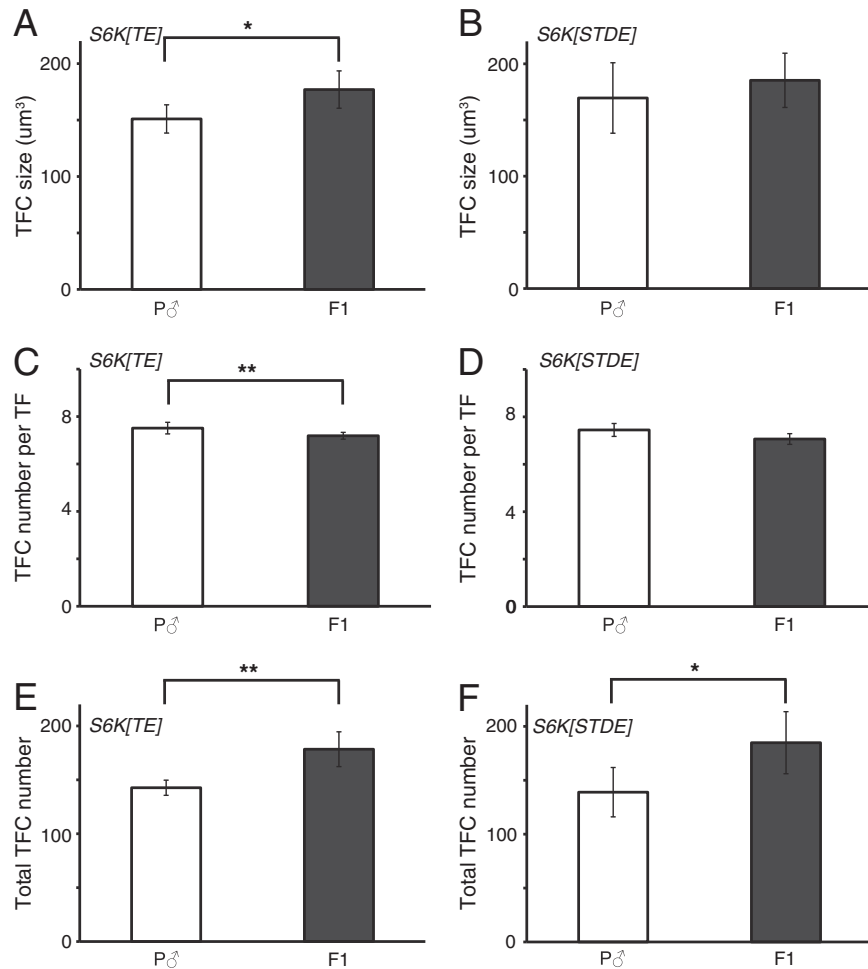 A
S6K[TE]
*
TFC size (um³)
200
100
0
P♂
F1
B
S6K[STDE]
TFC size (um³)
200
100
0
P♂
F1
C
S6K[TE]
**
TFC number per TF
8
4
0
P♂
F1
D
S6K[STDE]
TFC number per TF
8
4
0
P♂
F1
E
S6K[TE]
**
Total TFC number
200
100
0
P♂
F1
F
S6K[STDE]
*
Total TFC number
200
100
0
P♂
F1